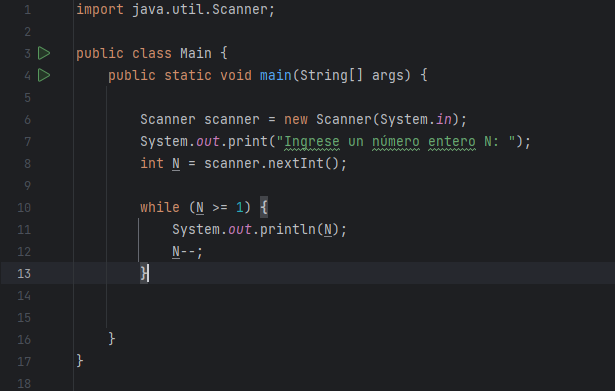 1 import java.util.Scanner;
2
3 public class Main {
4 public static void main(String[] args) {
5
6 Scanner scanner = new Scanner(System.in);
7 System.out.print("Ingrese un número entero N: ");
8 int N = scanner.nextInt();
9
10 while (N >= 1) {
11 System.out.println(N);
12 N--;
13 }
14
15
16 }
17 }
18